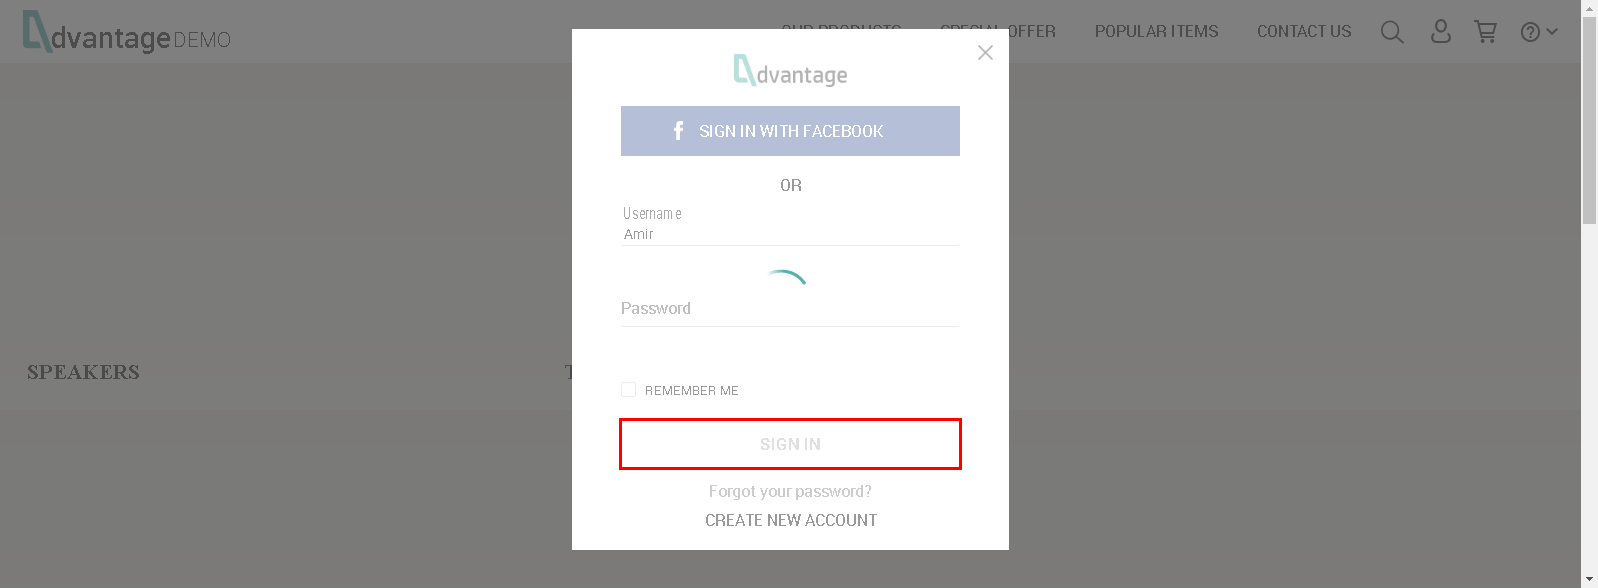 dvantage DEMO
OUR PRODUCTS SPECIAL OFFER POPULAR ITEMS CONTACT US
dvantage
f SIGN IN WITH FACEBOOK
OR
Username
Amir
Password
SPEAKERS
T
REMEMBER ME
SIGN IN
Forgot your password?
CREATE NEW ACCOUNT